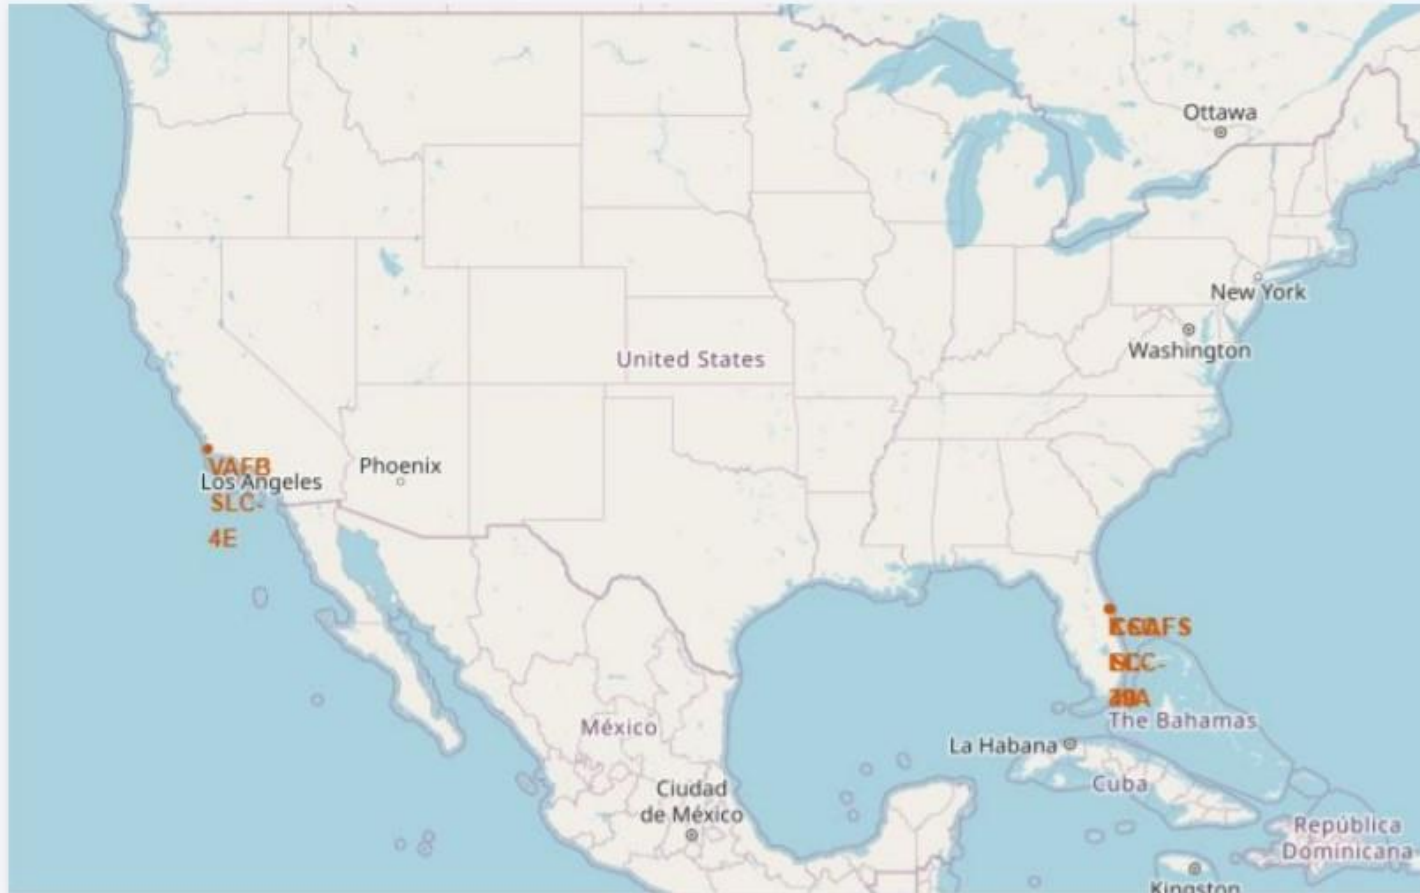 Ottawa
New York
Washington
United States
VAFB
Phoenix
Los Angeles
SLC-
4E
The Bahamas
México
La Habana
Cuba
Ciudad
de México
República
Dominicana
Kingston